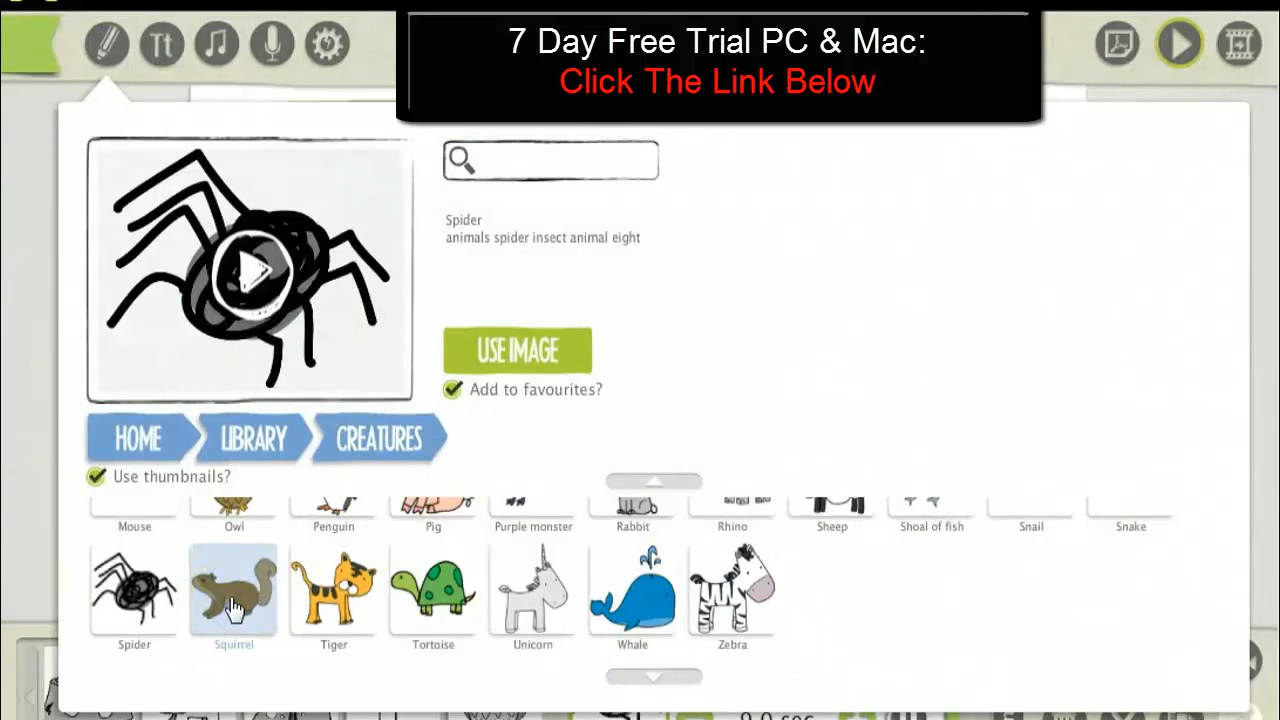 7 Day Free Trial PC & Mac:
Click The Link Below
Tt
Spider
animals spider insect animal eight
USE IMAGE
Add to favourites?
HOME LIBRARY CREATURES
Use thumbnails?
Mouse Owl Penguin Pig Purple monster Rabbit Rhino Sheep Shoal of fish Snail Snake
Spider Squirrel Tiger Tortoise Unicorn Whale Zebra